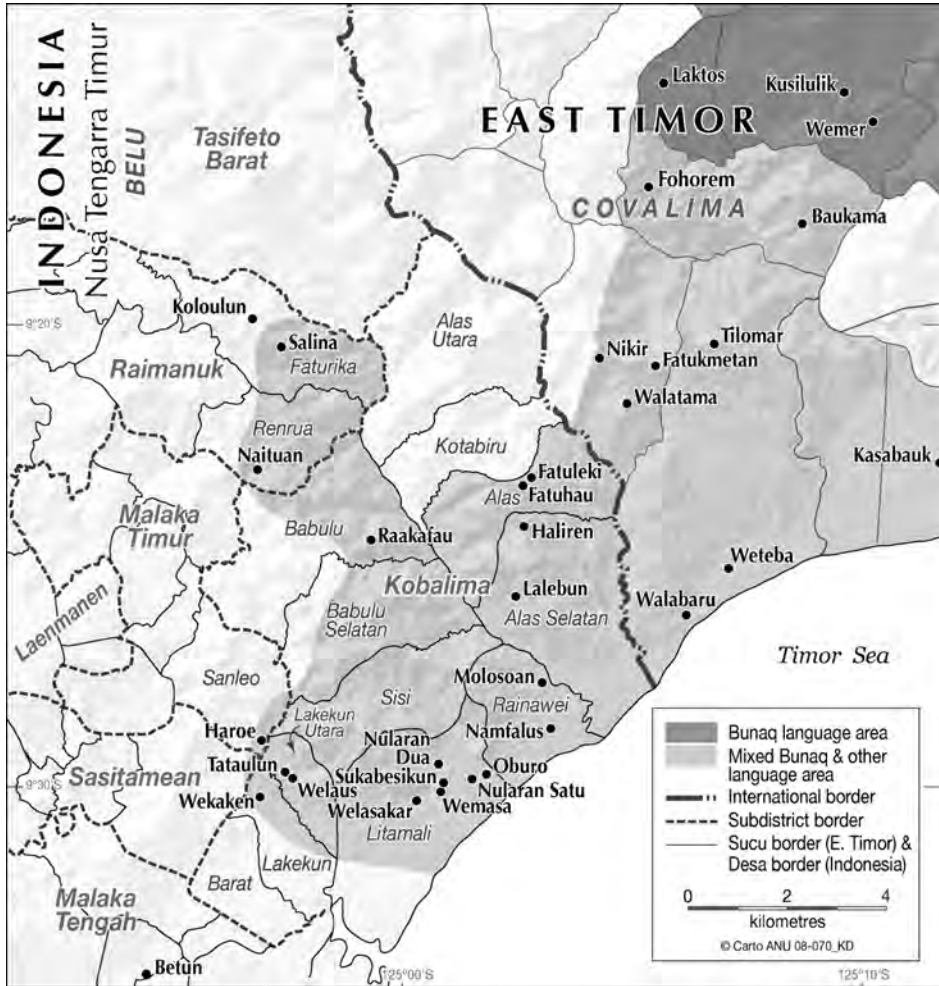 INDONESIA
Nusa Tengarra Timur
BELU
Tasifeto
Barat
EAST TIMOR
COVALIMA
Laktos
Kusilulik
Wemer
Fohorem
Baukama
Koloulun
9°20'S
Salina
Faturika
Alas
Utara
Nikir
Tilomar
Fatukmetan
Raimanuk
Walatama
Renrua
Kotabiru
Naituan
Kasabauk
Fatuleki
Alas
Fatuhau
Malaka
Timur
Babulu
Raakafau
Haliren
Weteba
Kobalima
Lalebun
Walabaru
Laenmanen
Babulu
Selatan
Alas Selatan
Timor Sea
Sanleo
Sisi
Molosoan
Rainawei
Lakekun
Utara
Haroe
Namfalus
Nularan
Dua
Tataulun
Sukabesikun
Oburo
Sasitamean
9°30'S
Welaus
Nularan Satu
Wekaken
Welasakar
Wemasa
Litamali
Lakekun
Barat
Malaka
Tengah
Betun
125°00'S
125°10'S
Bunaq language area
Mixed Bunaq & other
language area
International border
Subdistrict border
Sucu border (E. Timor) &
Desa border (Indonesia)
0 2 4
kilometres
© Carto ANU 08-070_KD